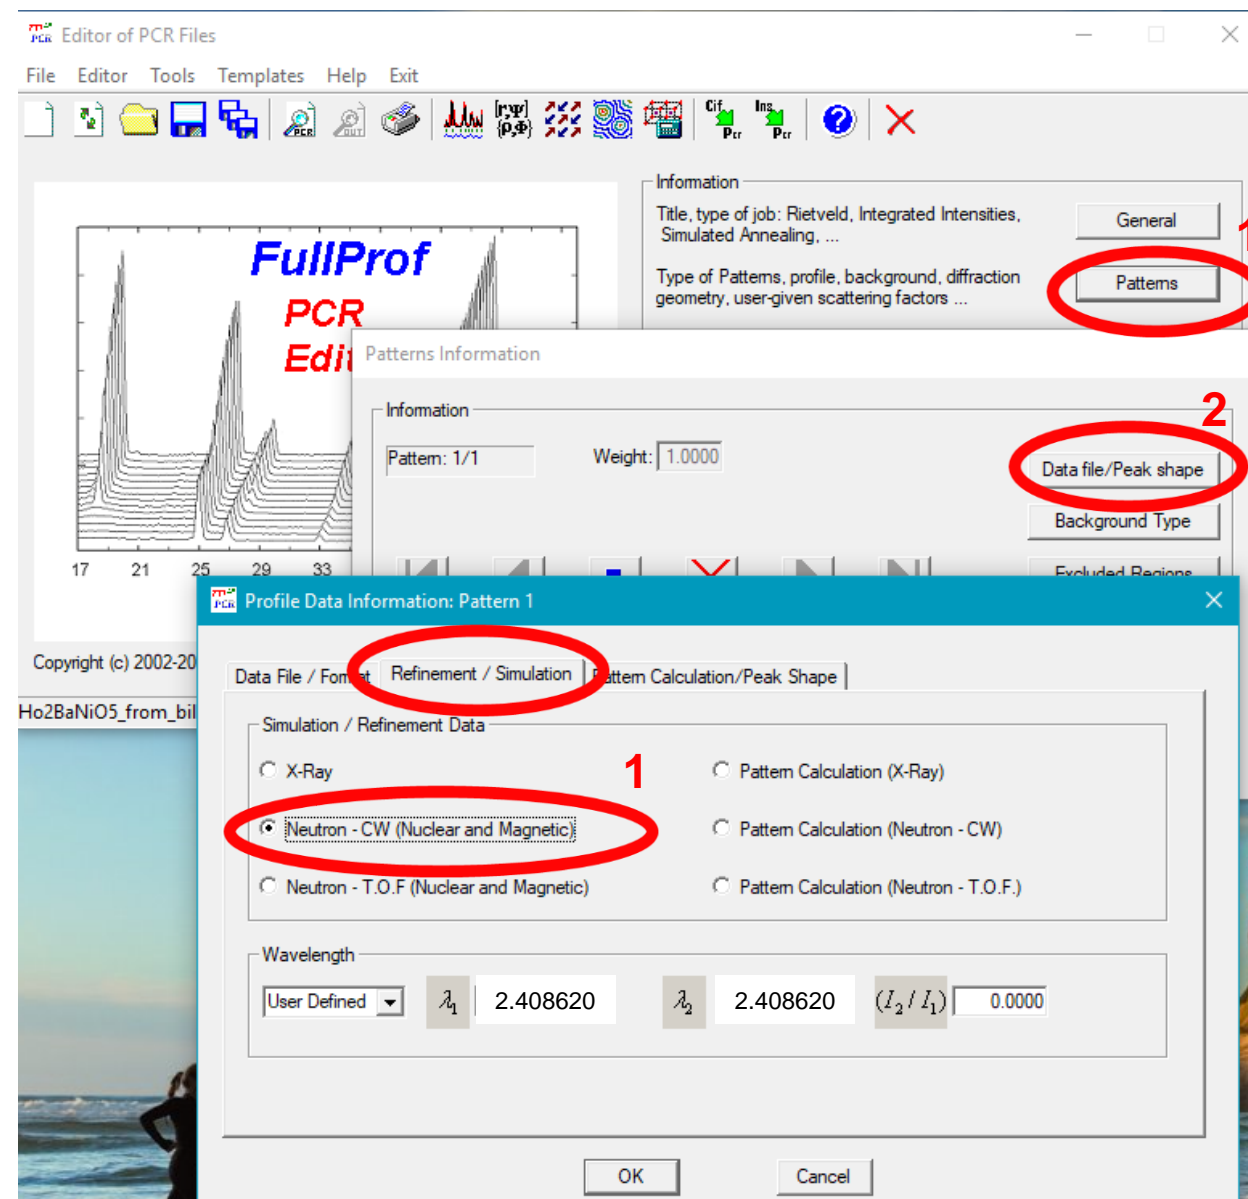 Editor of PCR Files
File Editor Tools Templates Help Exit
Information
Title, type of job: Rietveld, Integrated Intensities,
Simulated Annealing, ...
General
Type of Patterns, profile, background, diffraction
geometry, user-given scattering factors ...
Patterns
FullProf
PCR
17 21 25 29 33
Copyright (c) 2002-20
Patterns Information
Information
2
Pattern: 1/1
Weight: 1.0000
Data file/Peak shape
Background Type
Excluded Regions
Profile Data Information: Pattern 1
Data File / Format
Refinement / Simulation
Pattern Calculation/Peak Shape
Ho2BaNiO5_from_bil
Simulation / Refinement Data
1
X-Ray
Pattern Calculation (X-Ray)
Neutron - CW (Nuclear and Magnetic)
Pattern Calculation (Neutron - CW)
Neutron - T.O.F (Nuclear and Magnetic)
Pattern Calculation (Neutron - T.O.F.)
Wavelength
User Defined λ1 2.408620 λ2 2.408620 (I2 / I1) 0.0000
OK Cancel